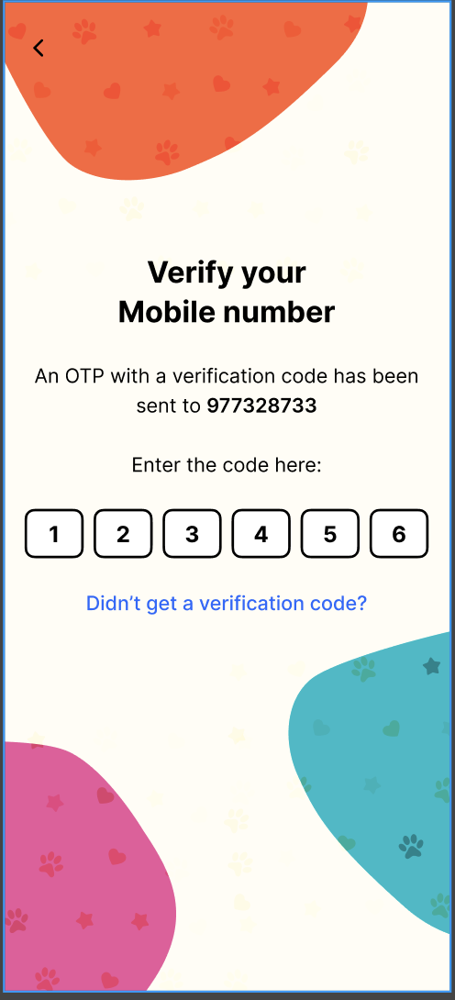 Verify your
Mobile number
An OTP with a verification code has been
sent to 977328733
Enter the code here:
1 2 3 4 5 6
Didn’t get a verification code?